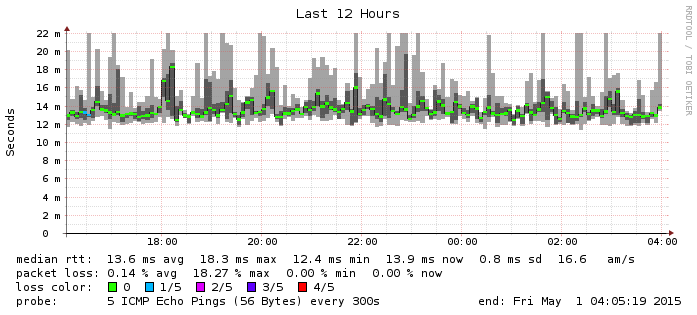 Last 12 Hours
RRDTOOL / TOBI OETIKER
Seconds
22 m
20 m
18 m
16 m
14 m
12 m
10 m
8 m
6 m
4 m
2 m
0
18:00 20:00 22:00 00:00 02:00 04:00
median rtt: 13.6 ms avg 18.3 ms max 12.4 ms min 13.9 ms now 0.8 ms sd 16.6 am/s
packet loss: 0.14 % avg 18.27 % max 0.00 % min 0.00 % now
loss color: 0 1/5 2/5 3/5 4/5
probe: 5 ICMP Echo Pings (56 Bytes) every 300s end: Fri May 1 04:05:19 2015